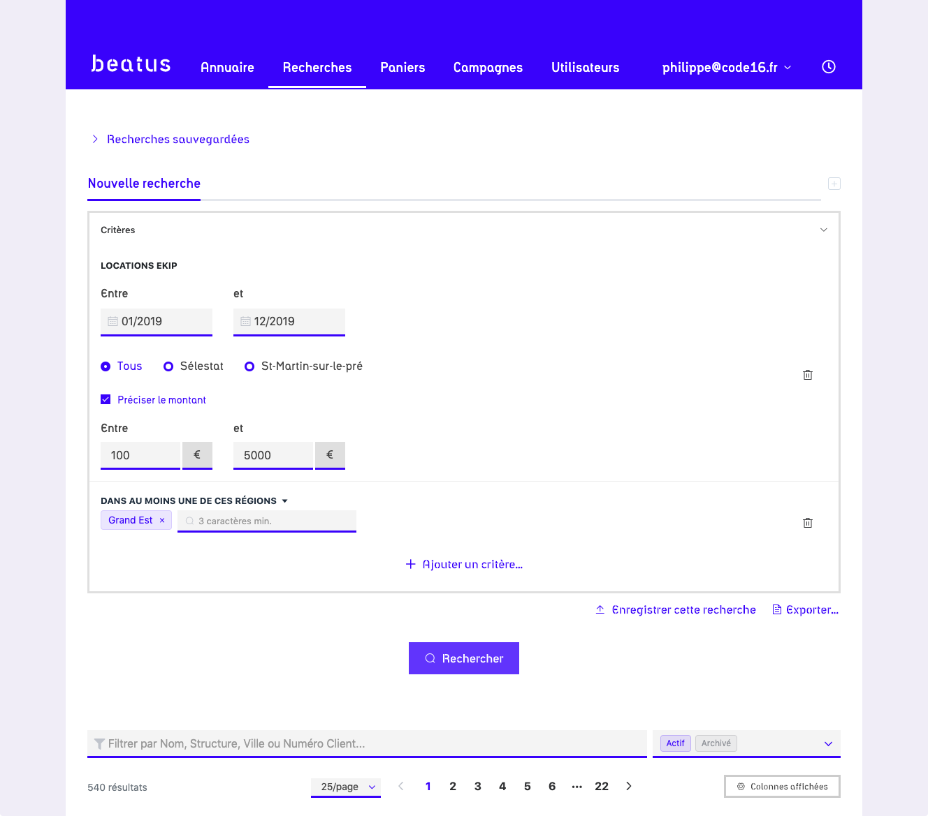 beatus Annuaire Recherches Paniers Campagnes Utilisateurs philippe@code16.fr
Recherches sauvegardées
Nouvelle recherche
Critères
LOCATIONS EKIP
Entre et
01/2019 12/2019
Tous Sélestat St-Martin-sur-le-pré
Préciser le montant
Entre et
100 € 5000 €
DANS AU MOINS UNE DE CES RÉGIONS
Grand Est × 3 caractères min.
+ Ajouter un critère...
Enregistrer cette recherche Exporter...
Rechercher
Filtrer par Nom, Structure, Ville ou Numéro Client... Actif Archivé
540 résultats 25/page 1 2 3 4 5 6 ... 22 Colonnes affichées